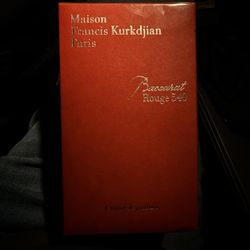 Maison
Francis Kurkdjian
Paris
Baccarat
Rouge 540